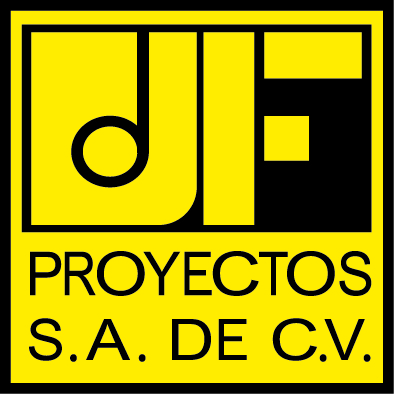 dJF
PROYECTOS
S.A. DE C.V.